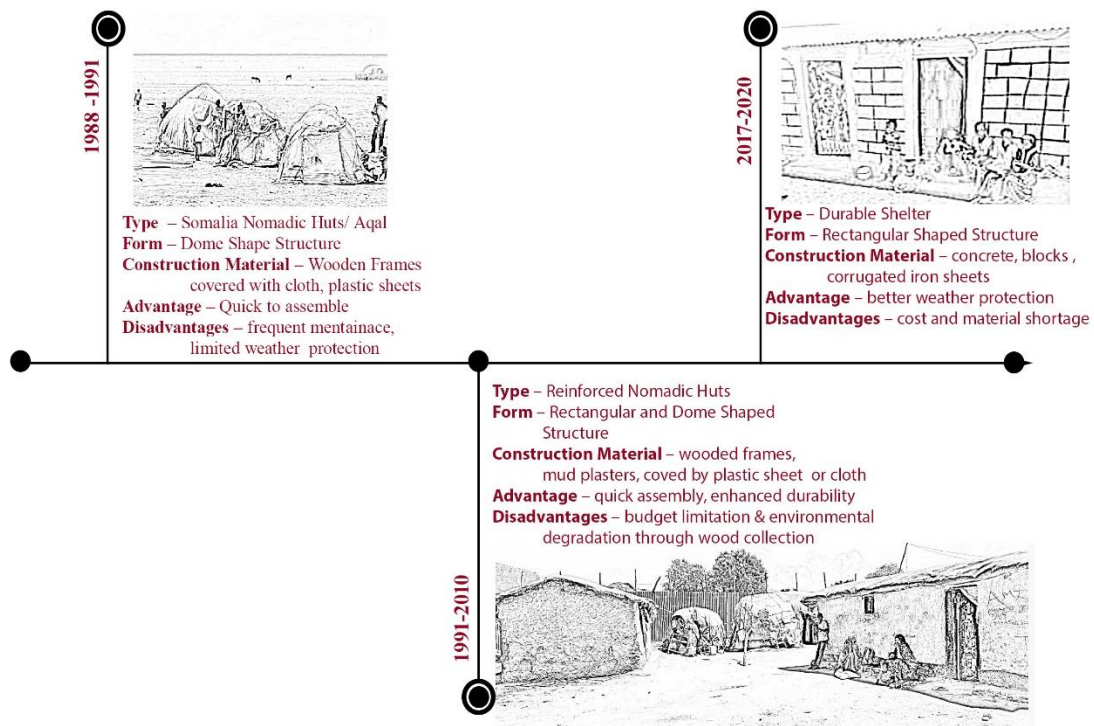 1988 -1991
Type – Somalia Nomadic Huts/ Aqal
Form – Dome Shape Structure
Construction Material – Wooden Frames
covered with cloth, plastic sheets
Advantage – Quick to assemble
Disadvantages – frequent mentainace,
limited weather protection
1991-2010
Type – Reinforced Nomadic Huts
Form – Rectangular and Dome Shaped
Structure
Construction Material – wooded frames,
mud plasters, coved by plastic sheet or cloth
Advantage – quick assembly, enhanced durability
Disadvantages – budget limitation & environmental
degradation through wood collection
2017-2020
Type – Durable Shelter
Form – Rectangular Shaped Structure
Construction Material – concrete, blocks ,
corrugated iron sheets
Advantage – better weather protection
Disadvantages – cost and material shortage